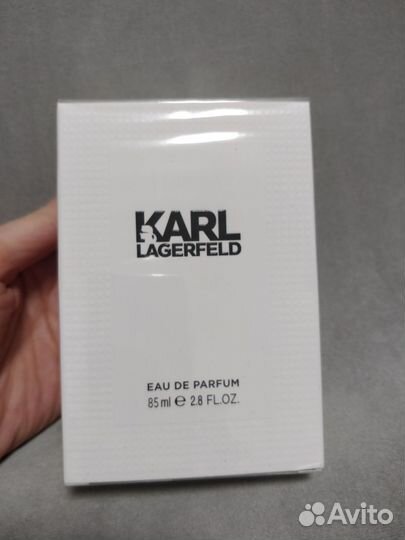 KARL
LAGERFELD
EAU DE PARFUM
85 ml e 2.8 FL.OZ.
Avito